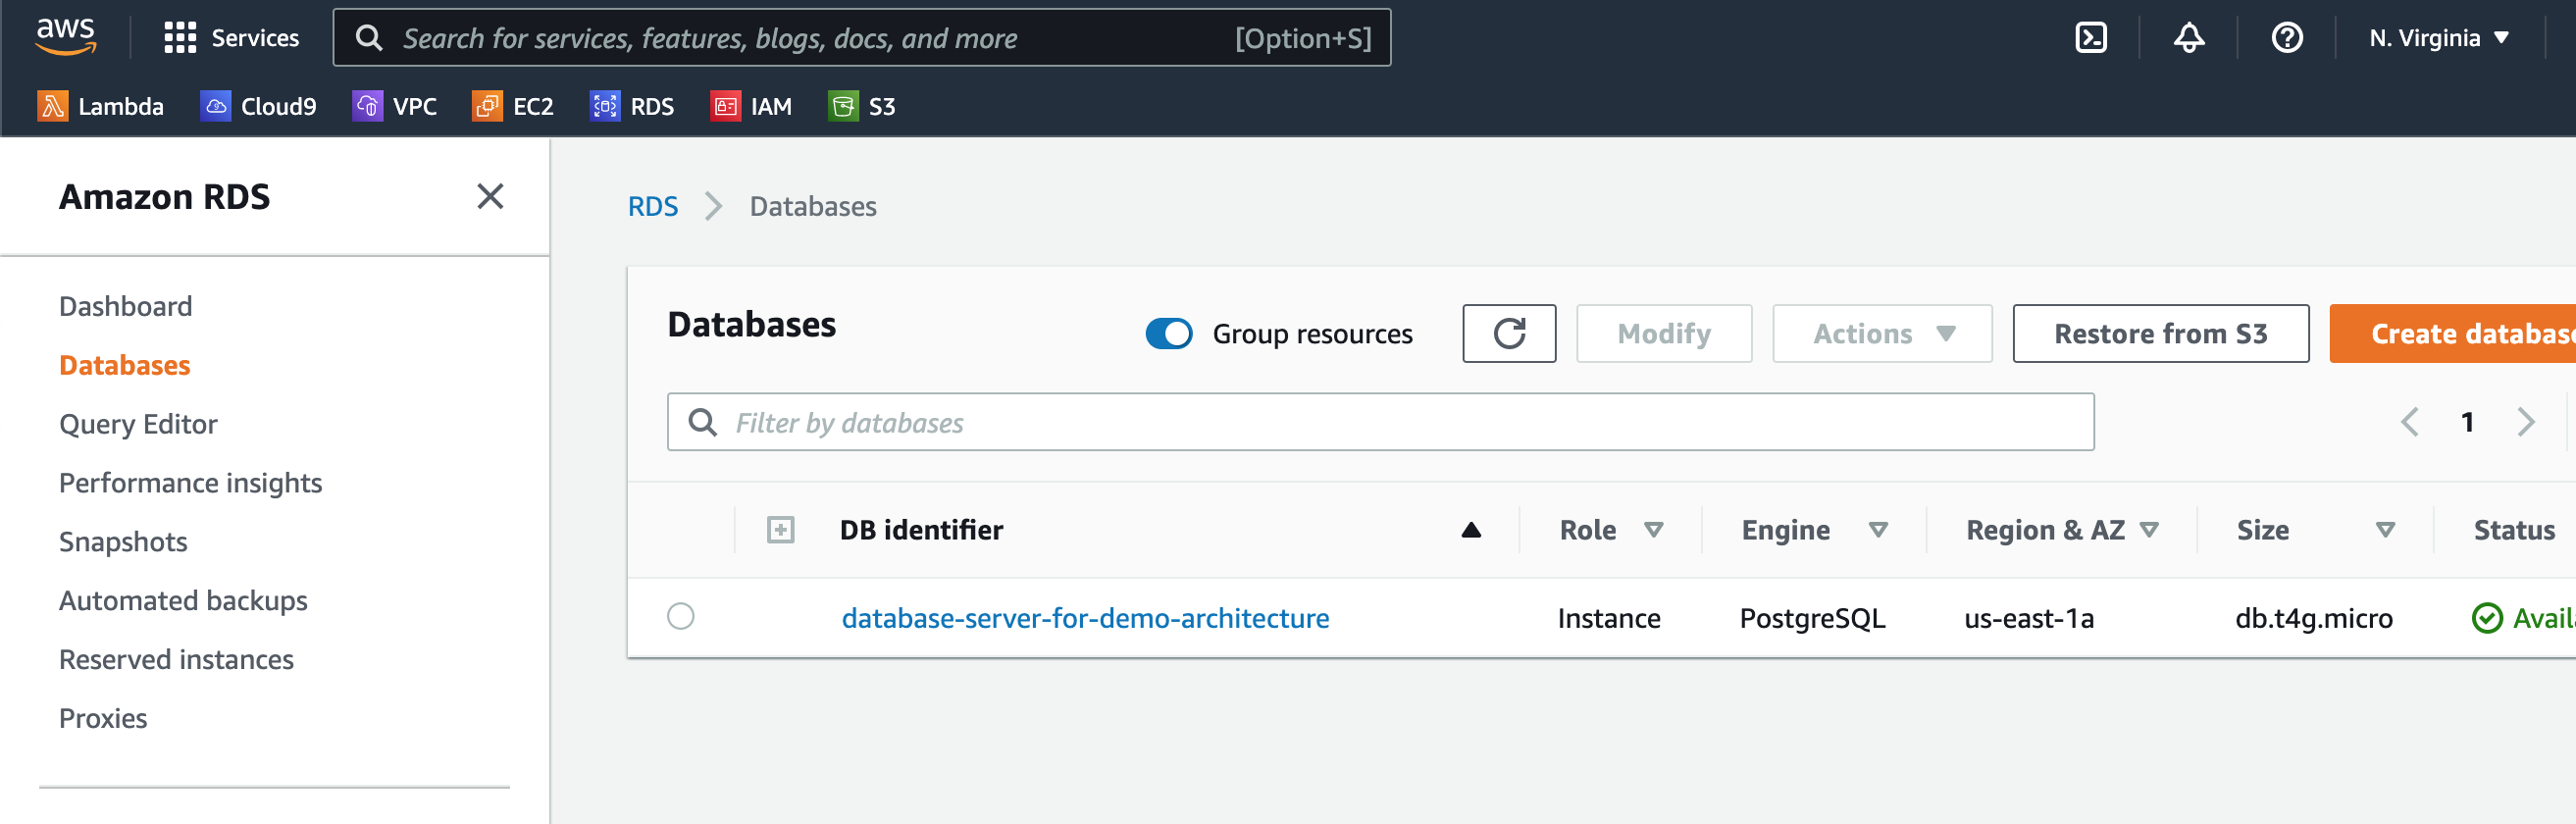 aws
Services
Search for services, features, blogs, docs, and more [Option+S]
N. Virginia
Lambda Cloud9 VPC EC2 RDS IAM S3
Amazon RDS
Dashboard
Databases
Query Editor
Performance insights
Snapshots
Automated backups
Reserved instances
Proxies
RDS Databases
Databases
Group resources
Modify
Actions
Restore from S3
Create database
Filter by databases
1
DB identifier Role Engine Region & AZ Size Status
database-server-for-demo-architecture Instance PostgreSQL us-east-1a db.t4g.micro